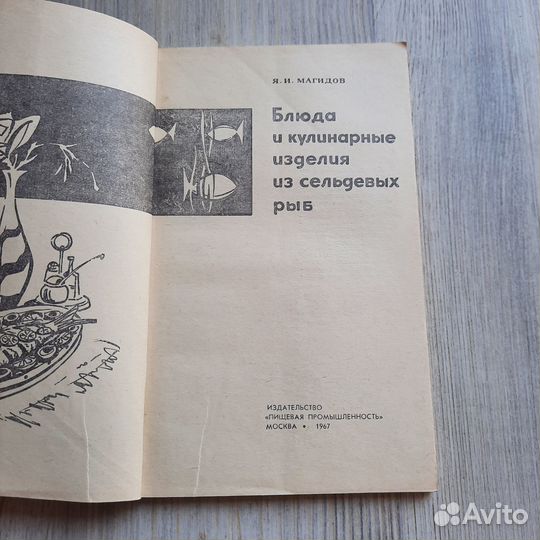 Я. И. МАГИДОВ
Блюда
и кулинарные
изделия
из сельдевых
рыб
ИЗДАТЕЛЬСТВО
«ПИЩЕВАЯ ПРОМЫШЛЕННОСТЬ»
МОСКВА • 1967
Avito